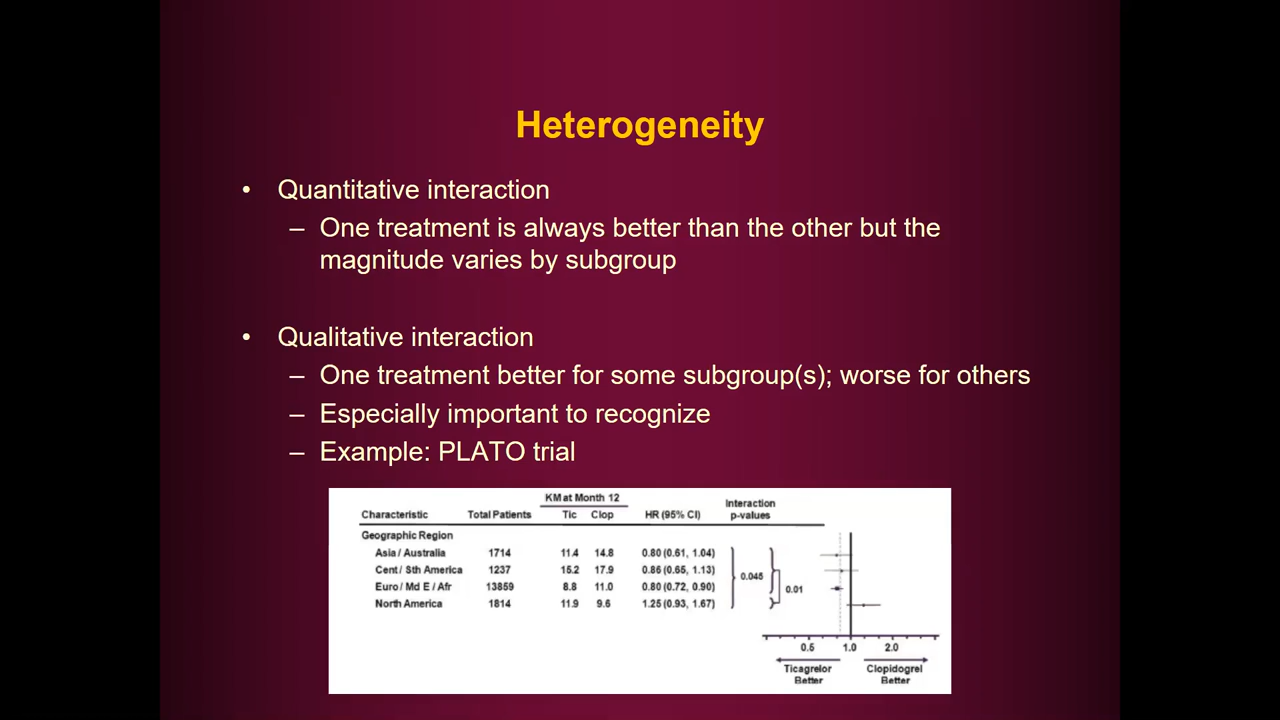 Heterogeneity
• Quantitative interaction
– One treatment is always better than the other but the
magnitude varies by subgroup
• Qualitative interaction
– One treatment better for some subgroup(s); worse for others
– Especially important to recognize
– Example: PLATO trial
KM at Month 12 Interaction
Characteristic Total Patients Tic Clop HR (95% CI) p-values
Geographic Region
Asia / Australia 1714 11.4 14.8 0.80 (0.61, 1.04)
Cent / Sth America 1237 15.2 17.9 0.86 (0.65, 1.13)
Euro / Md E / Afr 13859 8.8 11.0 0.80 (0.72, 0.90)
North America 1814 11.9 9.6 1.25 (0.93, 1.67)
0.045 0.01
0.5 1.0 2.0
Ticagrelor Clopidogrel
Better Better